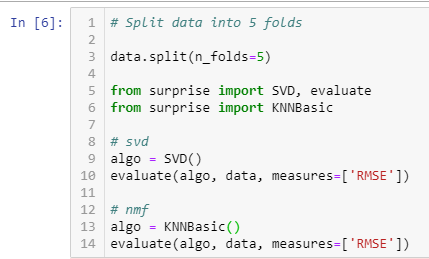 In [6]:
1 # Split data into 5 folds
2
3 data.split(n_folds=5)
4
5 from surprise import SVD, evaluate
6 from surprise import KNNBasic
7
8 # svd
9 algo = SVD()
10 evaluate(algo, data, measures=['RMSE'])
11
12 # nmf
13 algo = KNNBasic()
14 evaluate(algo, data, measures=['RMSE'])